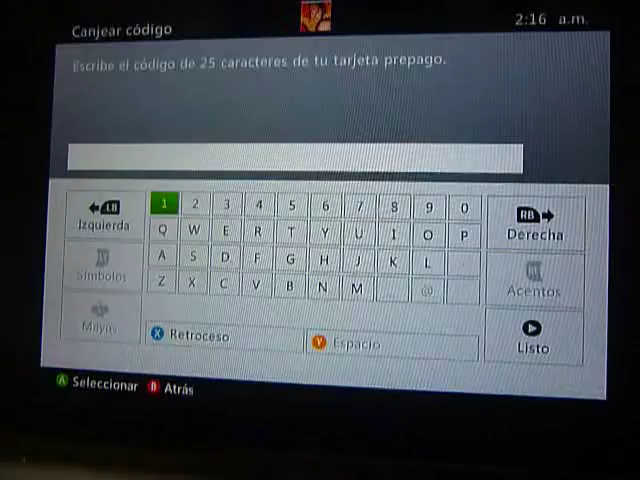 Canjear código
2:16 a.m.
Escribe el código de 25 caracteres de tu tarjeta prepago.
LB
Izquierda
1 2 3 4 5 6 7 8 9 0
RB
Derecha
Q W E R T Y U I O P
A S D F G H J K L
Símbolos
Acentos
Z X C V B N M @
Mayús
X Retroceso
Y Espacio
Listo
A Seleccionar B Atrás